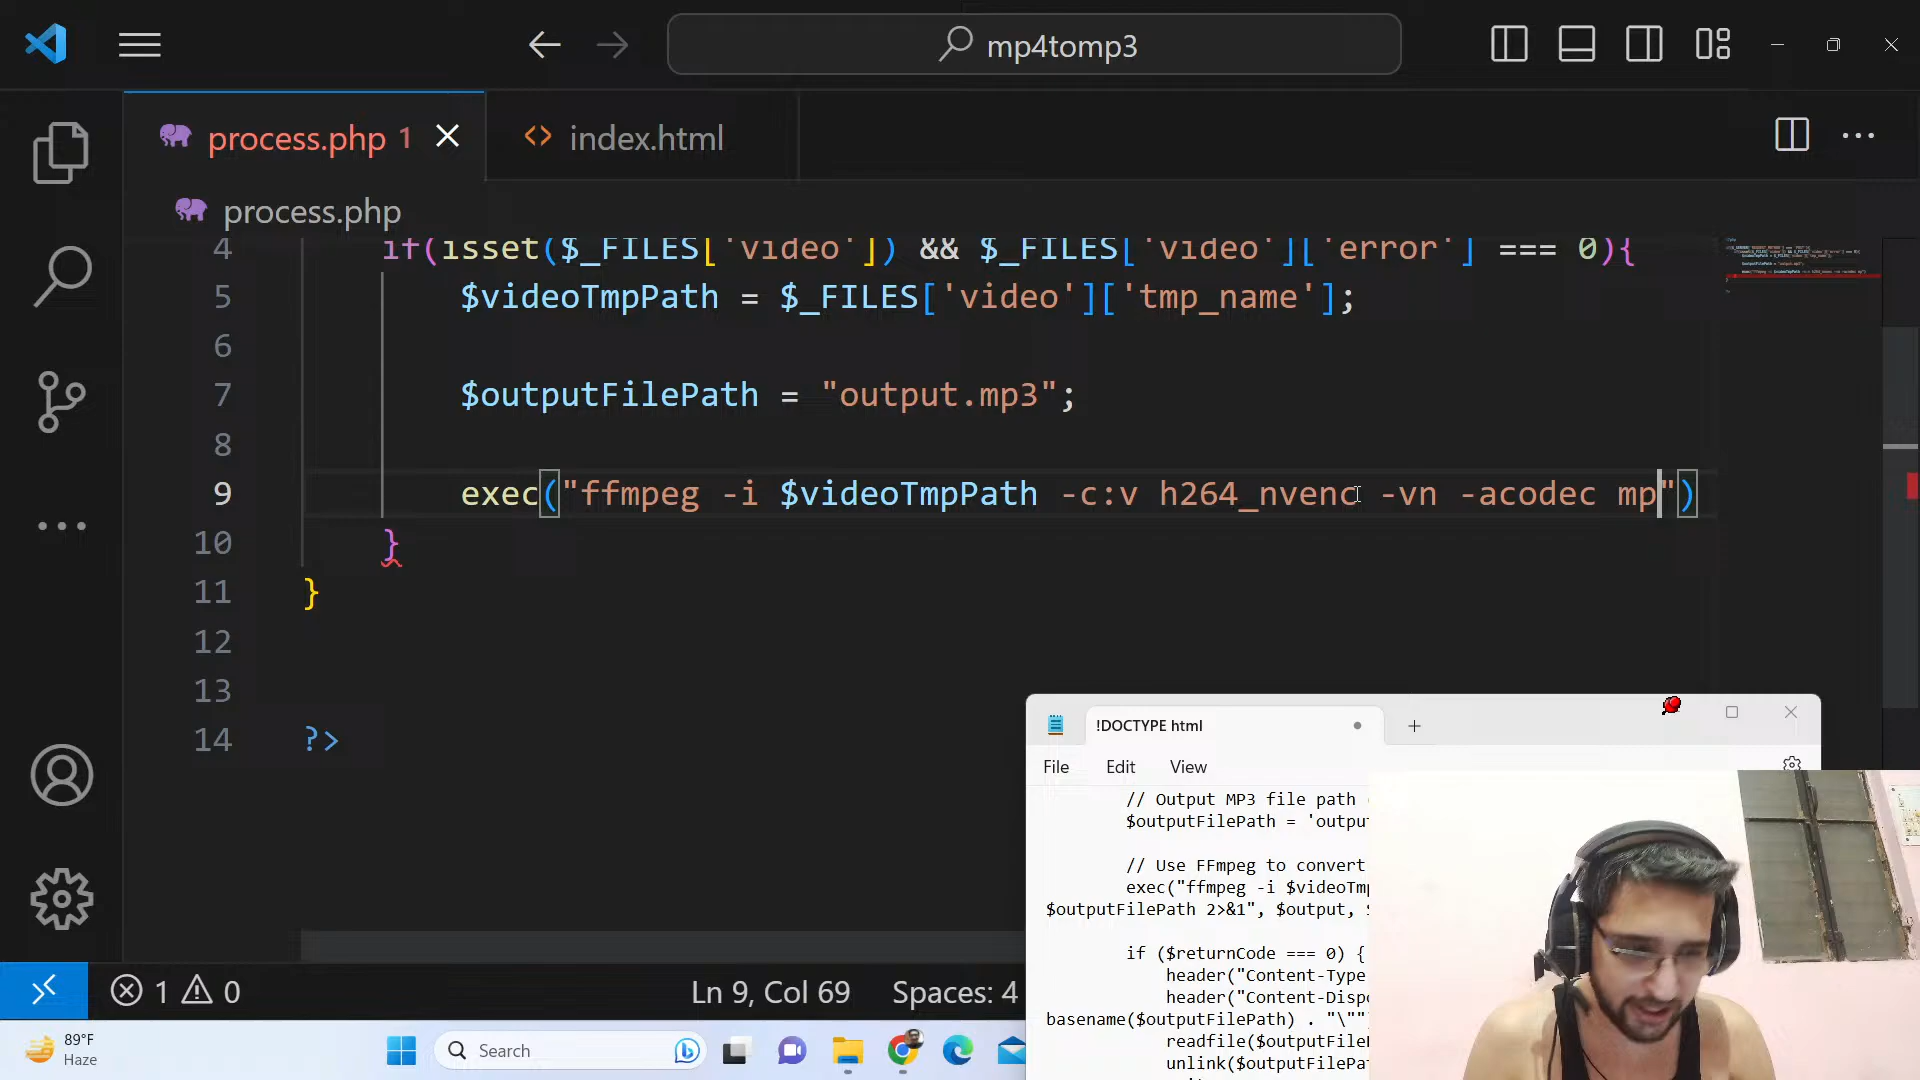 mp4tomp3
process.php 1
index.html
process.php
4 if(isset($_FILES['video']) && $_FILES['video']['error'] === 0){
5 $videoTmpPath = $_FILES['video']['tmp_name'];
6
7 $outputFilePath = "output.mp3";
8
9 exec("ffmpeg -i $videoTmpPath -c:v h264_nvenc -vn -acodec mp")
10 }
11 }
12
13
14 ?>
!DOCTYPE html
File Edit View
// Output MP3 file path
$outputFilePath = 'outpu
// Use FFmpeg to convert
exec("ffmpeg -i $videoTmp
$outputFilePath 2>&1", $output,
if ($returnCode === 0) {
header("Content-Type
header("Content-Dispo
basename($outputFilePath) . "\""
readfile($outputFile
unlink($outputFilePat
1 0
Ln 9, Col 69 Spaces: 4
89°F
Haze
Search